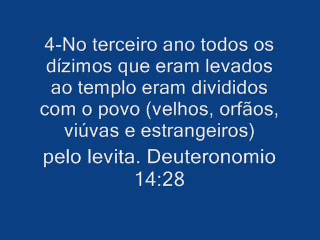 4-No terceiro ano todos os
dízimos que eram levados
ao templo eram divididos
com o povo (velhos, orfãos,
viúvas e estrangeiros)
pelo levita. Deuteronomio
14:28